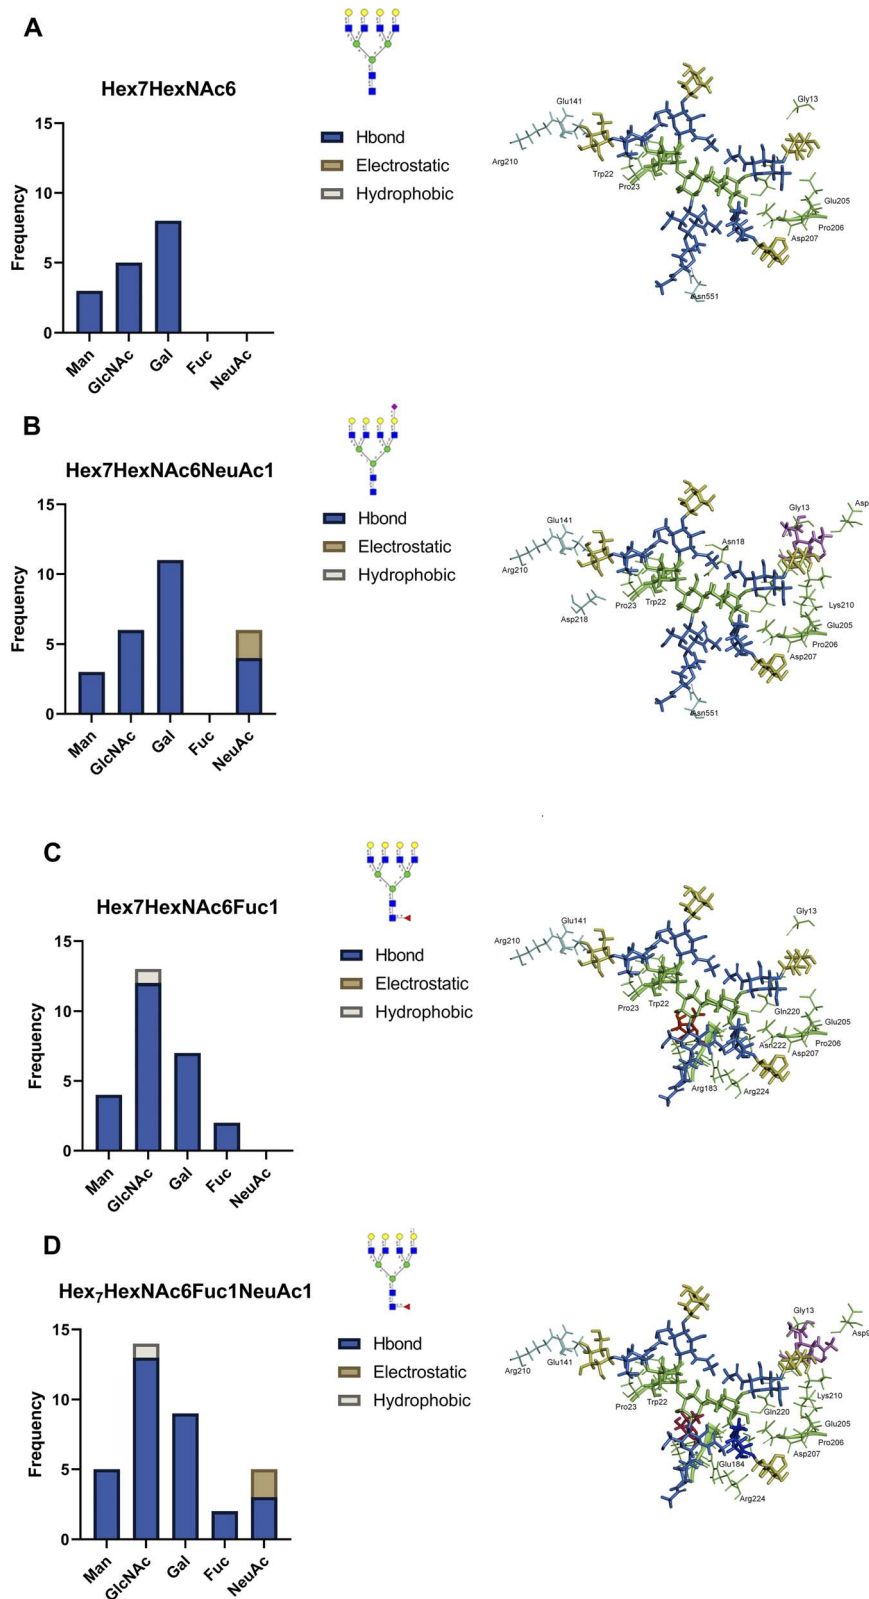 A
Hex7HexNAc6
15
10
5
0
Frequency
Man
GlcNAc
Gal
Fuc
NeuAc
Hbond
Electrostatic
Hydrophobic
Glu141
Arg210
Trp22
Pro23
Gly13
Glu205
Pro206
Asp207
Asn551
B
Hex7HexNAc6NeuAc1
15
10
5
0
Frequency
Man
GlcNAc
Gal
Fuc
NeuAc
Hbond
Electrostatic
Hydrophobic
Glu141
Arg210
Asp218
Pro23
Trp22
Asn18
Gly13
Asp
Lys210
Glu205
Pro206
Asp207
Asn551
C
Hex7HexNAc6Fuc1
15
10
5
0
Frequency
Man
GlcNAc
Gal
Fuc
NeuAc
Hbond
Electrostatic
Hydrophobic
Arg210
Glu141
Pro23
Trp22
Gly13
Gln220
Glu205
Asn222
Pro206
Asp207
Arg183
Arg224
D
Hex₇HexNAc6Fuc1NeuAc1
15
10
5
0
Frequency
Man
GlcNAc
Gal
Fuc
NeuAc
Hbond
Electrostatic
Hydrophobic
Arg210
Glu141
Pro23
Trp22
Gly13
Asp9
Lys210
Gln220
Glu205
Pro206
Asp207
Glu184
Arg224